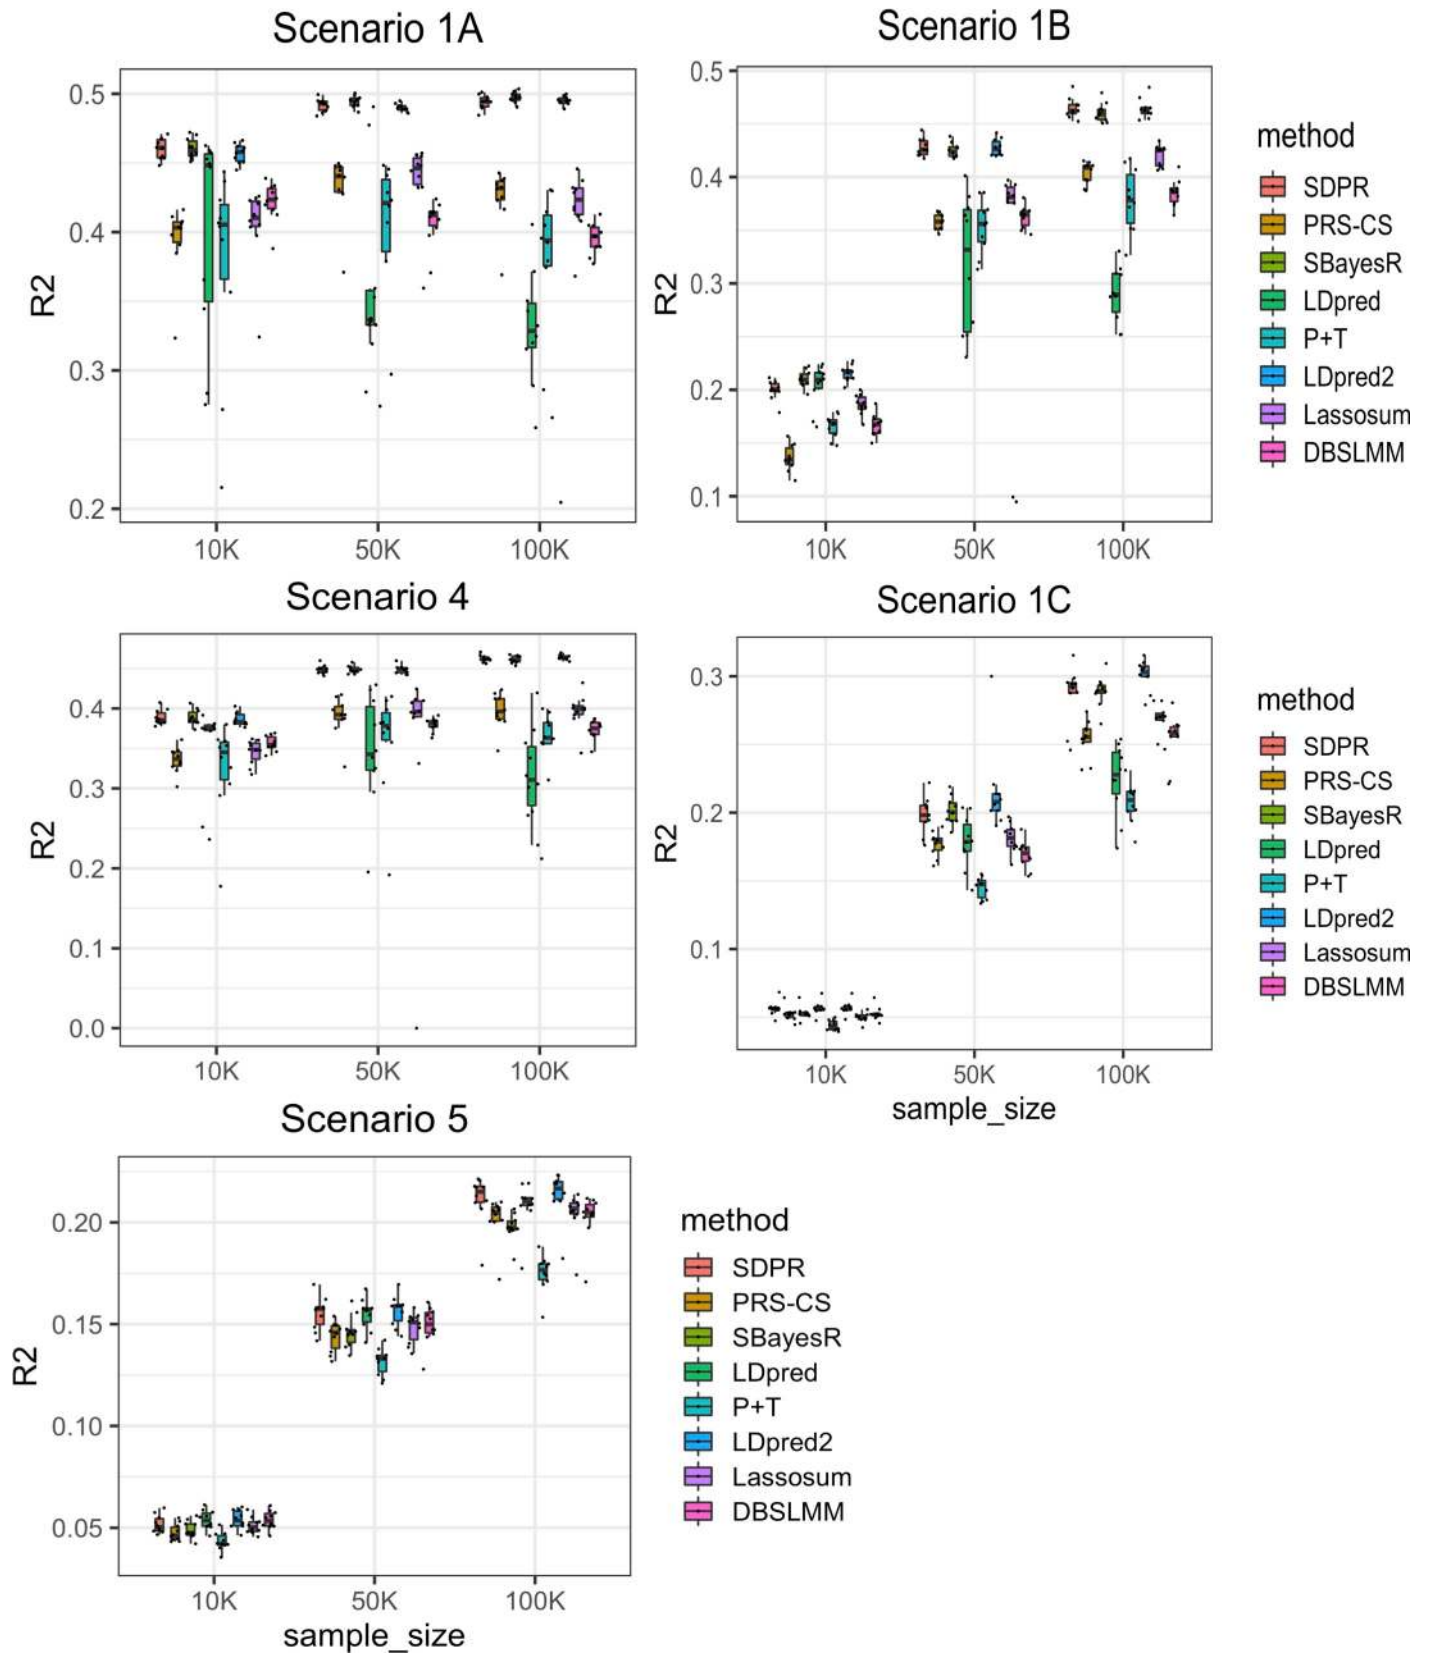 Scenario 1A
R2
0.5
0.4
0.3
0.2
10K 50K 100K
Scenario 1B
R2
0.5
0.4
0.3
0.2
0.1
10K 50K 100K
method
SDPR
PRS-CS
SBayesR
LDpred
P+T
LDpred2
Lassosum
DBSLMM
Scenario 4
R2
0.4
0.3
0.2
0.1
0.0
10K 50K 100K
Scenario 1C
R2
0.3
0.2
0.1
10K 50K 100K
sample_size
method
SDPR
PRS-CS
SBayesR
LDpred
P+T
LDpred2
Lassosum
DBSLMM
Scenario 5
R2
0.20
0.15
0.10
0.05
10K 50K 100K
sample_size
method
SDPR
PRS-CS
SBayesR
LDpred
P+T
LDpred2
Lassosum
DBSLMM